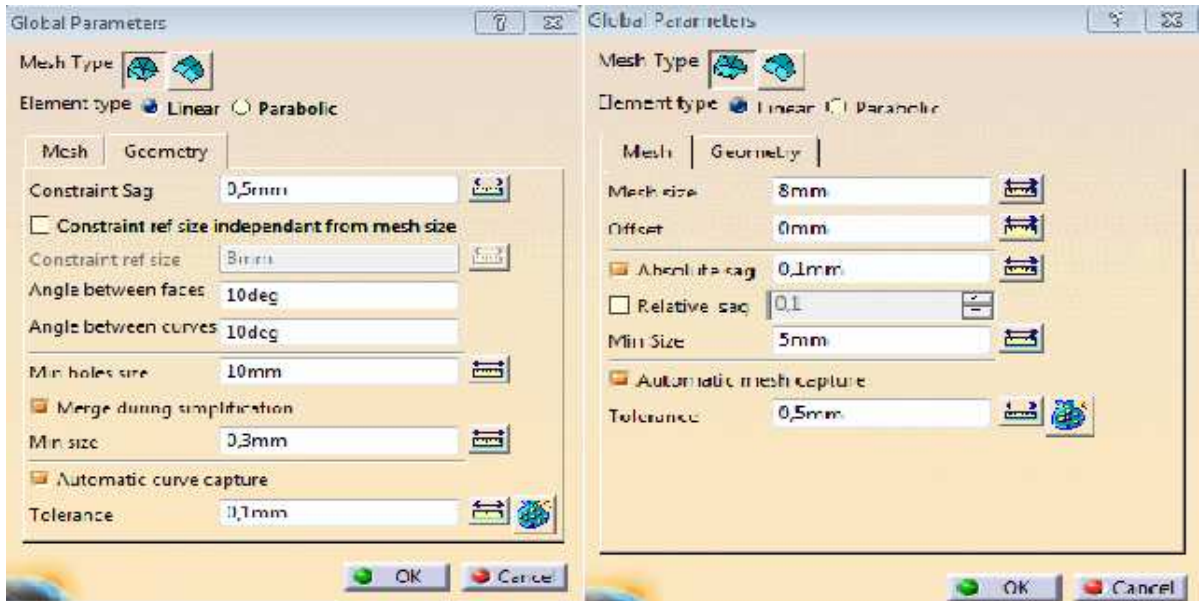 Global Parameters
Mesh Type
Element type Linear Parabolic
Mesh Geometry
Constraint Sag 0,5mm
Constraint ref size independant from mesh size
Constraint ref size 8mm
Angle between faces 10deg
Angle between curves 10deg
Min holes size 10mm
Merge during simplification
Min size 0,3mm
Automatic curve capture
Tolerance 0,1mm
OK Cancel
Global Parameters
Mesh Type
Element type Linear Parabolic
Mesh Geometry
Mesh size 8mm
Offset 0mm
Absolute sag 0,1mm
Relative sag 0,1
Min Size 5mm
Automatic mesh capture
Tolerance 0,5mm
OK Cancel